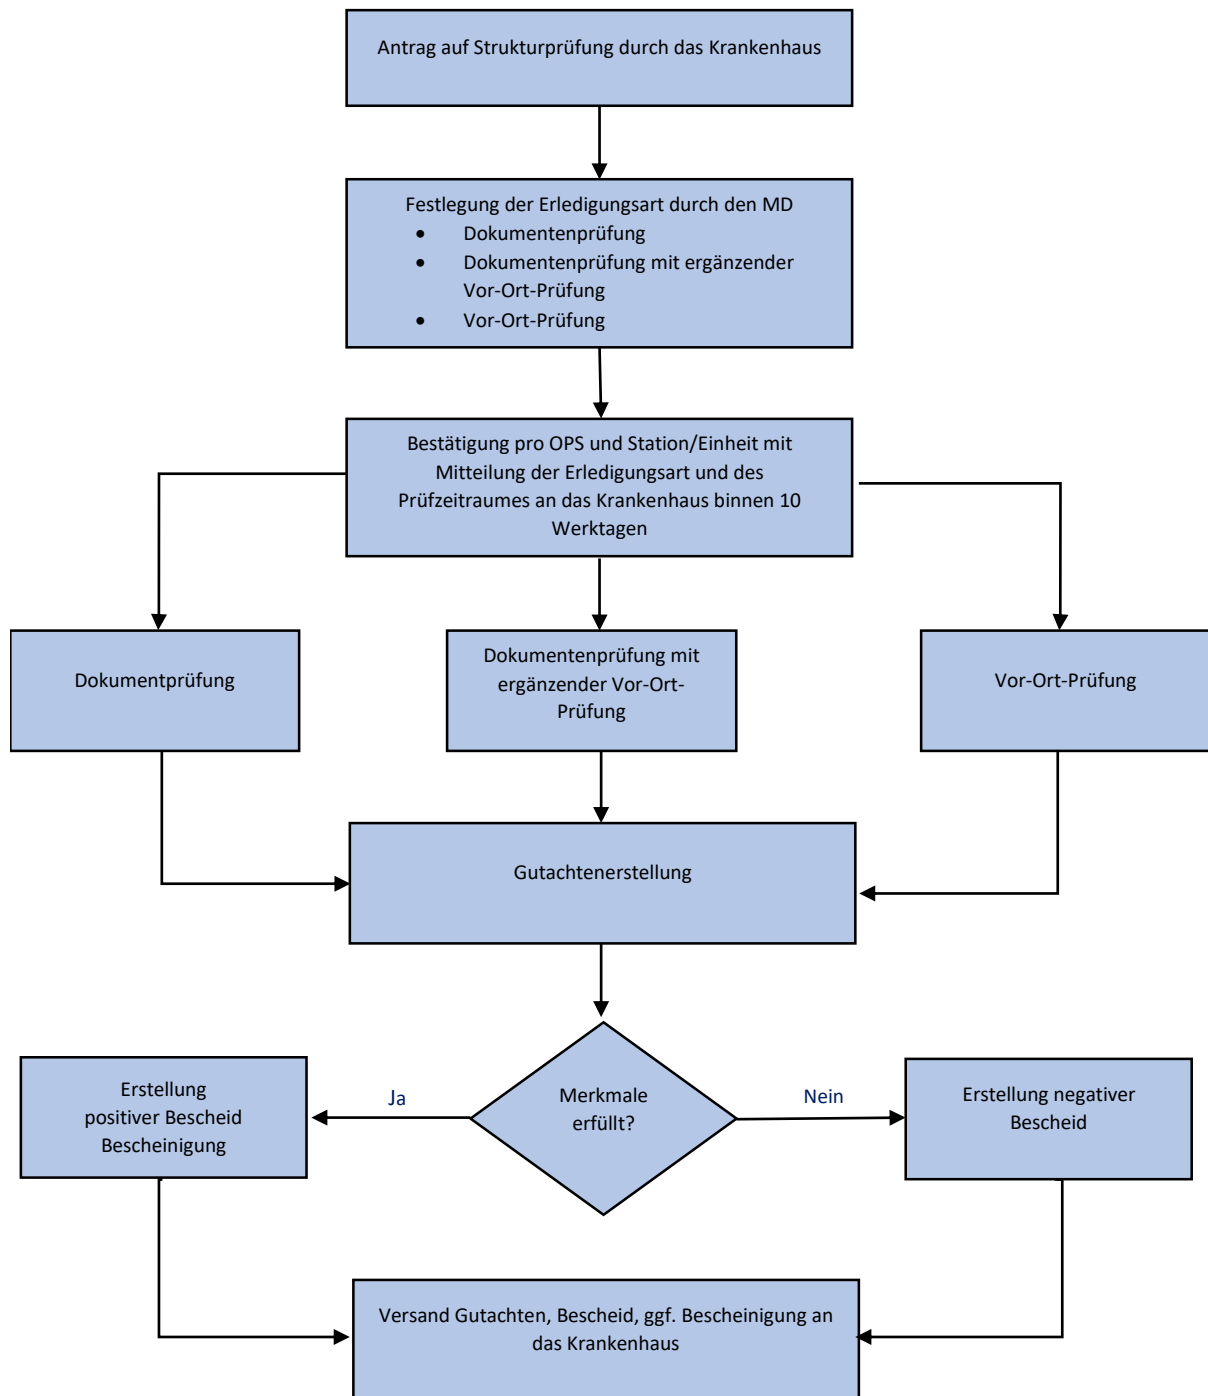 Antrag auf Strukturprüfung durch das Krankenhaus
Festlegung der Erledigungsart durch den MD
• Dokumentenprüfung
• Dokumentenprüfung mit ergänzender
Vor-Ort-Prüfung
• Vor-Ort-Prüfung
Bestätigung pro OPS und Station/Einheit mit
Mitteilung der Erledigungsart und des
Prüfzeitraumes an das Krankenhaus binnen 10
Werktagen
Dokumentprüfung
Dokumentenprüfung mit
ergänzender Vor-Ort-
Prüfung
Vor-Ort-Prüfung
Gutachtenerstellung
Merkmale
erfüllt?
Ja
Nein
Erstellung
positiver Bescheid
Bescheinigung
Erstellung negativer
Bescheid
Versand Gutachten, Bescheid, ggf. Bescheinigung an
das Krankenhaus